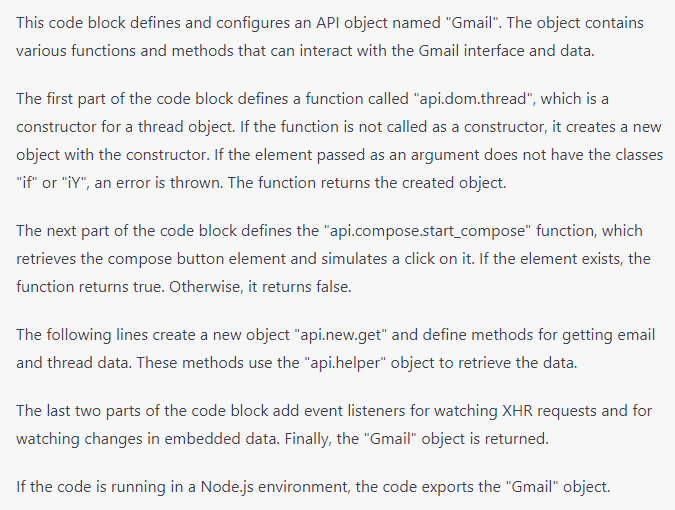 This code block defines and configures an API object named "Gmail". The object contains
various functions and methods that can interact with the Gmail interface and data.
The first part of the code block defines a function called "api.dom.thread", which is a
constructor for a thread object. If the function is not called as a constructor, it creates a new
object with the constructor. If the element passed as an argument does not have the classes
"if" or "iY", an error is thrown. The function returns the created object.
The next part of the code block defines the "api.compose.start_compose" function, which
retrieves the compose button element and simulates a click on it. If the element exists, the
function returns true. Otherwise, it returns false.
The following lines create a new object "api.new.get" and define methods for getting email
and thread data. These methods use the "api.helper" object to retrieve the data.
The last two parts of the code block add event listeners for watching XHR requests and for
watching changes in embedded data. Finally, the "Gmail" object is returned.
If the code is running in a Node.js environment, the code exports the "Gmail" object.